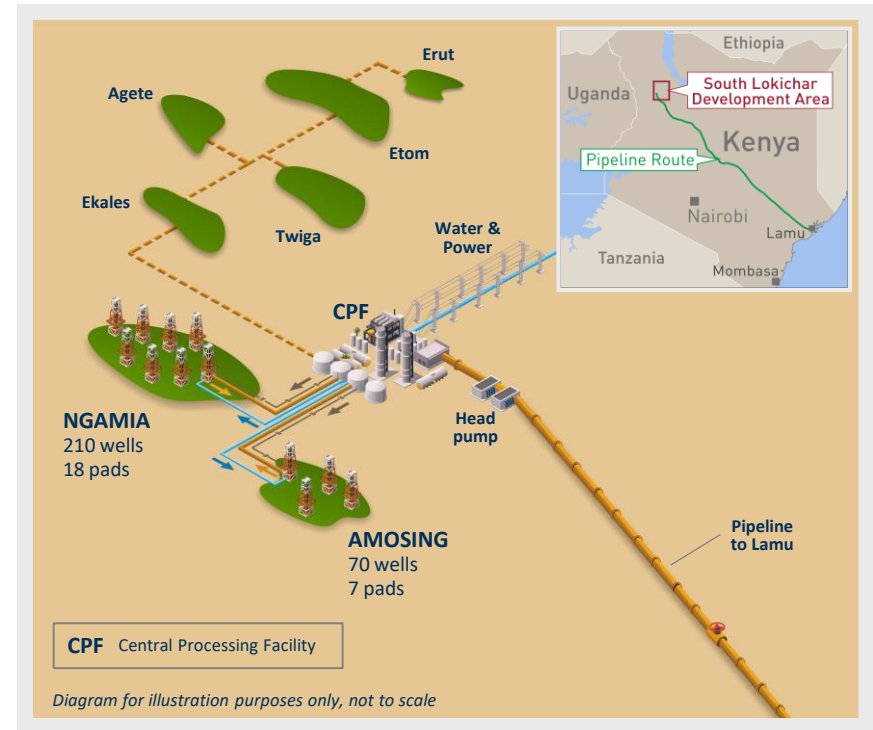 Erut
Agete
Etom
Ekales
Twiga
Water &
Power
CPF
NGAMIA
210 wells
18 pads
Head
pump
AMOSING
70 wells
7 pads
Pipeline
to Lamu
CPF Central Processing Facility
Diagram for illustration purposes only, not to scale
Ethiopia
Uganda
South Lokichar
Development Area
Kenya
Pipeline Route
Nairobi
Lamu
Tanzania
Mombasa